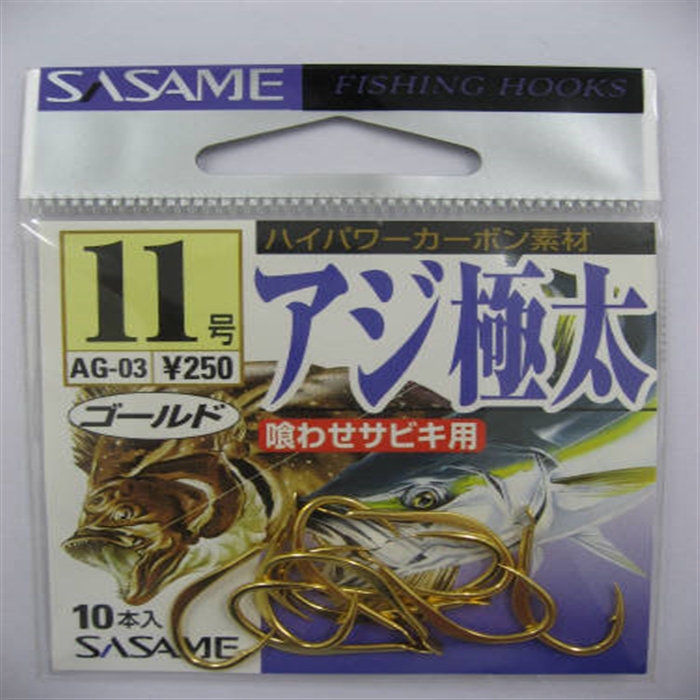 SASAME FISHING HOOKS
ハイパワーカーボン素材
11号
アジ極太
AG-03 ¥250
ゴールド
喰わせサビキ用
10本入
SASAME